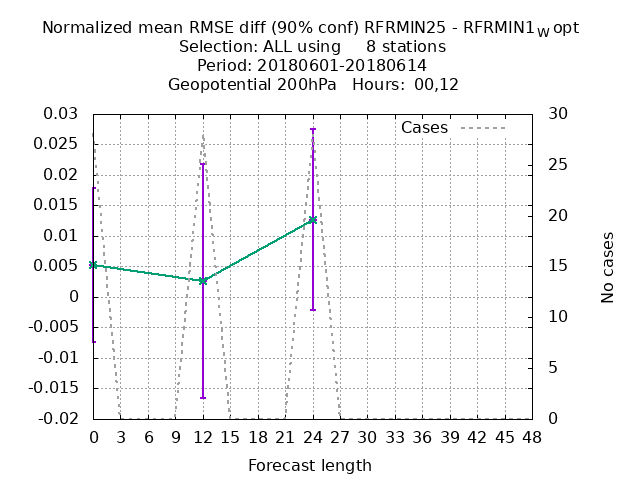 Normalized mean RMSE diff (90% conf) RFRMIN25 - RFRMIN1W opt
Selection: ALL using 8 stations
Period: 20180601-20180614
Geopotential 200hPa Hours: 00,12
Cases
0.03
0.025
0.02
0.015
0.01
0.005
0
-0.005
-0.01
-0.015
-0.02
30
25
20
15
10
5
0
No cases
0 3 6 9 12 15 18 21 24 27 30 33 36 39 42 45 48
Forecast length